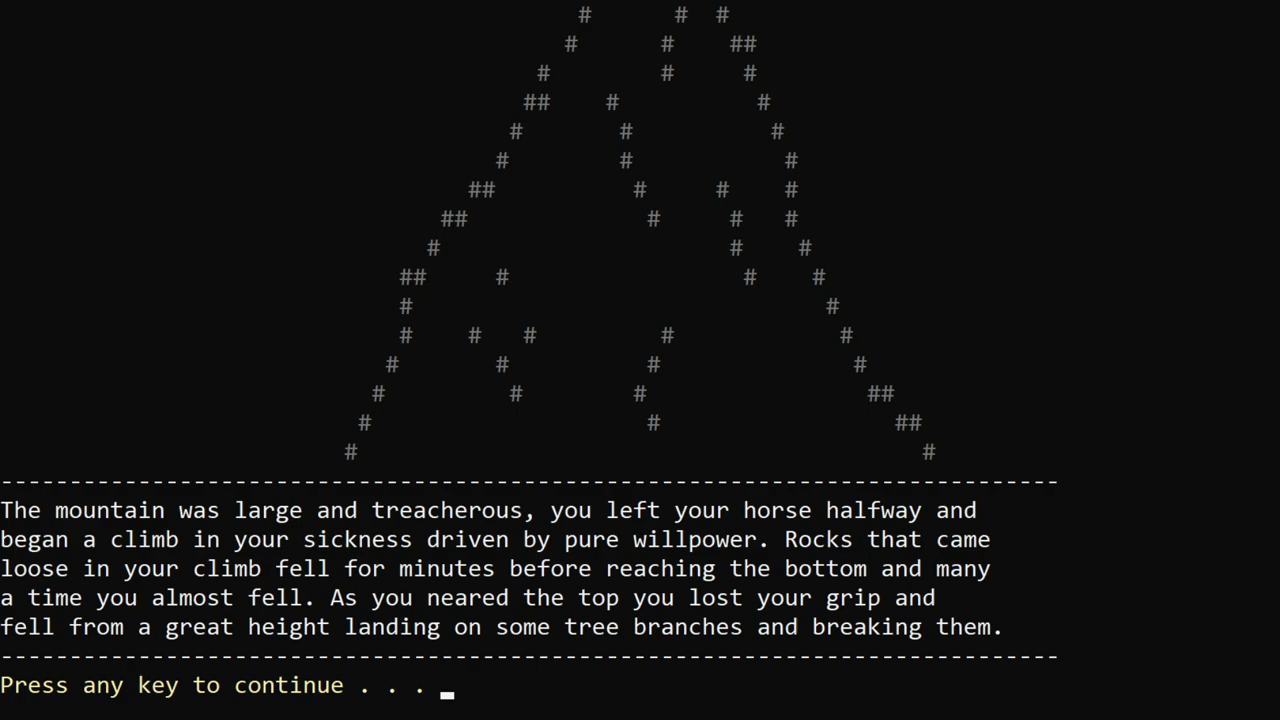 The mountain was large and treacherous, you left your horse halfway and
began a climb in your sickness driven by pure willpower. Rocks that came
loose in your climb fell for minutes before reaching the bottom and many
a time you almost fell. As you neared the top you lost your grip and
fell from a great height landing on some tree branches and breaking them.
Press any key to continue . . .